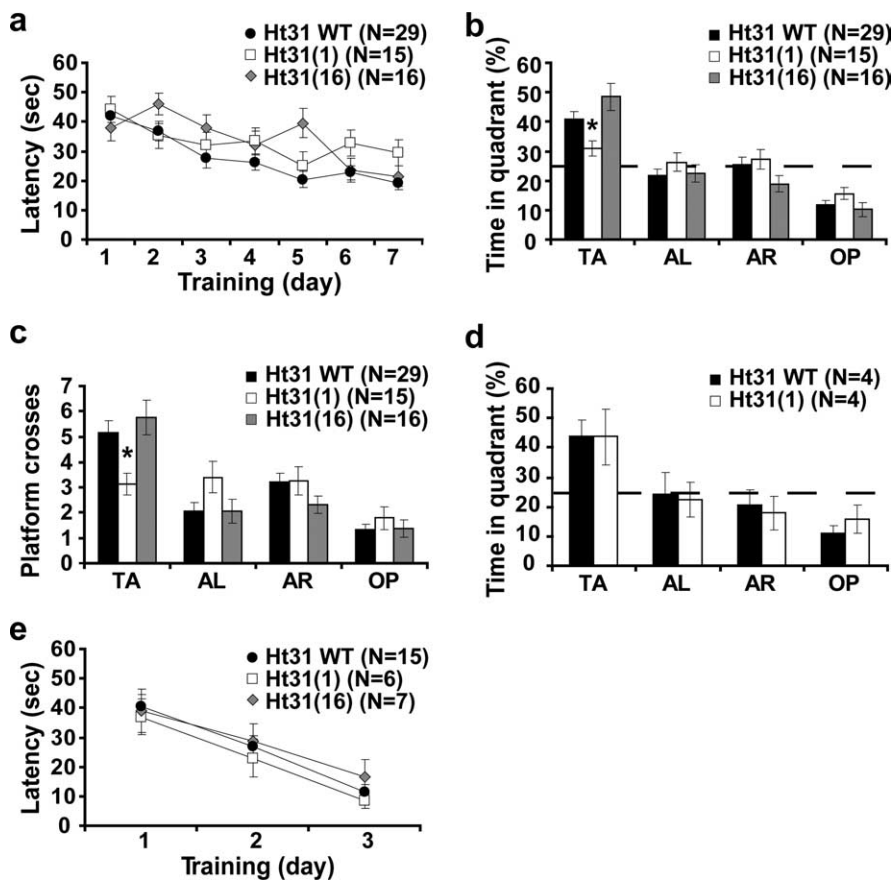 a
Ht31 WT (N=29)
Ht31(1) (N=15)
Ht31(16) (N=16)
Latency (sec)
60
50
40
30
20
10
0
1 2 3 4 5 6 7
Training (day)
b
Ht31 WT (N=29)
Ht31(1) (N=15)
Ht31(16) (N=16)
Time in quadrant (%)
60
50
40
30
20
10
0
*
TA AL AR OP
c
Ht31 WT (N=29)
Ht31(1) (N=15)
Ht31(16) (N=16)
Platform crosses
7
6
5
4
3
2
1
0
*
TA AL AR OP
d
Ht31 WT (N=4)
Ht31(1) (N=4)
Time in quadrant (%)
60
50
40
30
20
10
0
TA AL AR OP
e
Ht31 WT (N=15)
Ht31(1) (N=6)
Ht31(16) (N=7)
Latency (sec)
60
50
40
30
20
10
0
1 2 3
Training (day)